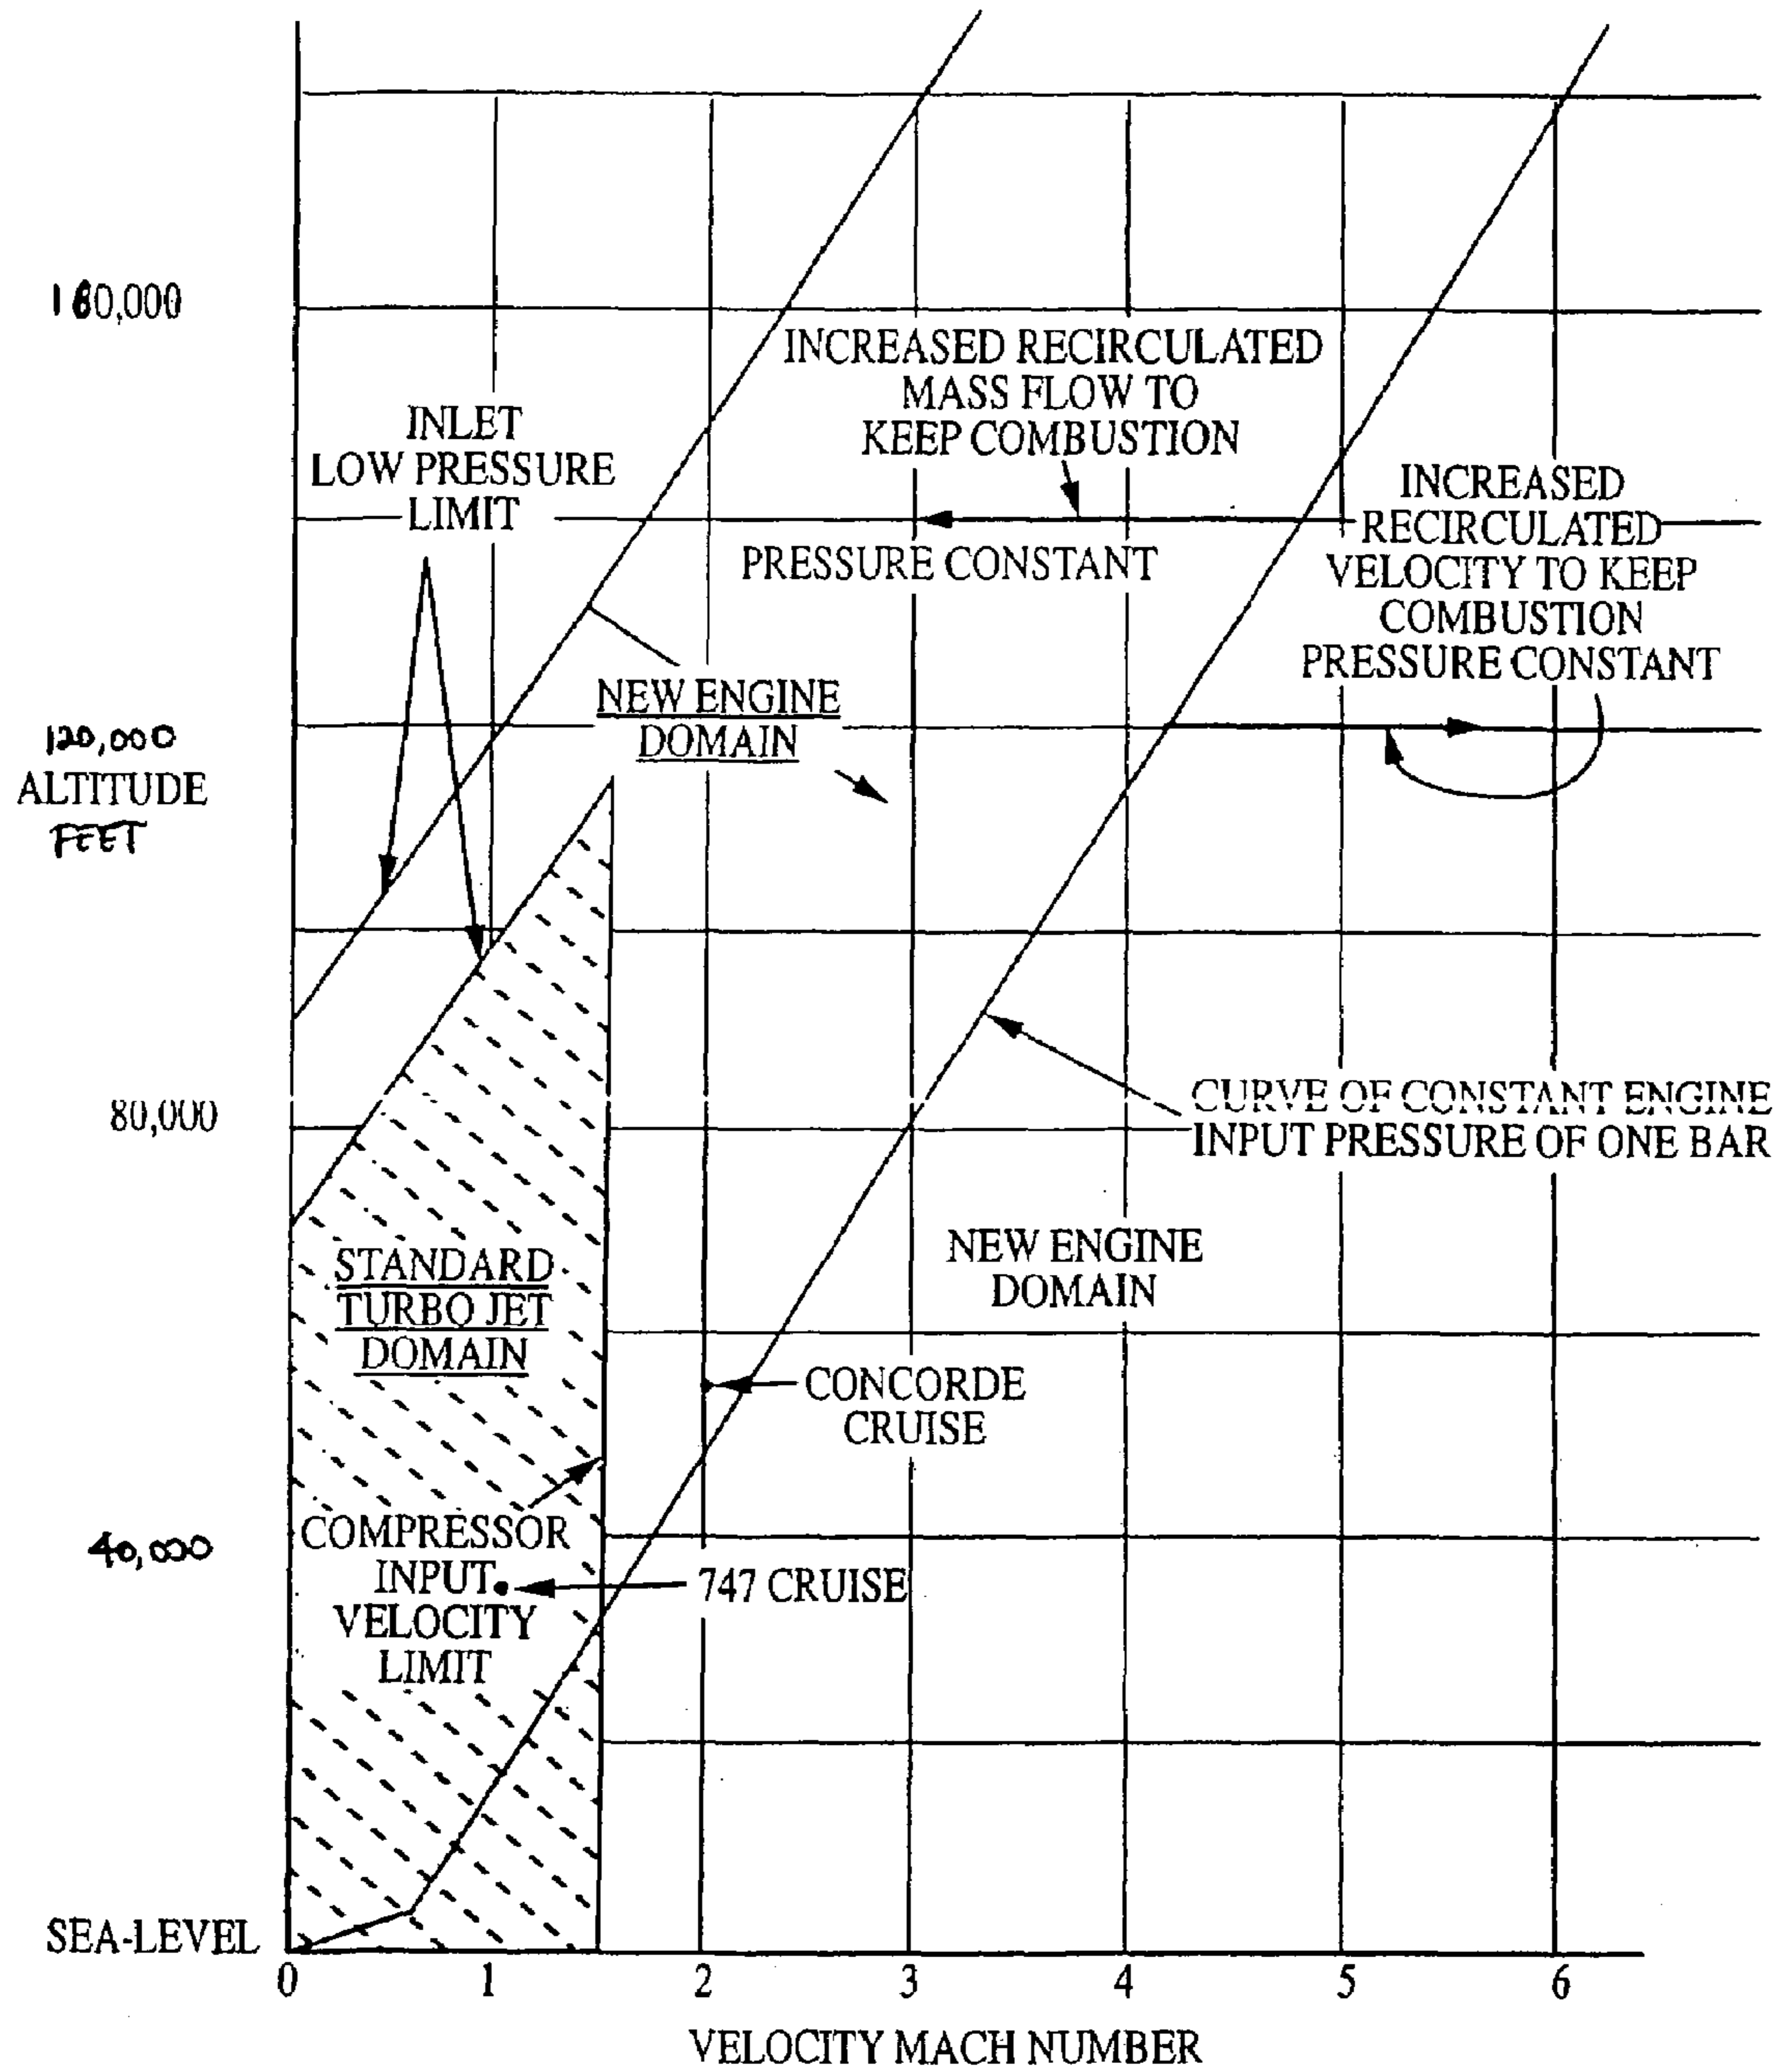 160,000
INCREASED RECIRCULATED
MASS FLOW TO
KEEP COMBUSTION
INLET
LOW PRESSURE
LIMIT
INCREASED
RECIRCULATED
VELOCITY TO KEEP
COMBUSTION
PRESSURE CONSTANT
PRESSURE CONSTANT
NEW ENGINE
DOMAIN
120,000
ALTITUDE
FEET
80,000
CURVE OF CONSTANT ENGINE
INPUT PRESSURE OF ONE BAR
NEW ENGINE
DOMAIN
STANDARD
TURBO JET
DOMAIN
CONCORDE
CRUISE
40,000
COMPRESSOR
INPUT
VELOCITY
LIMIT
747 CRUISE
SEA-LEVEL
0 1 2 3 4 5 6
VELOCITY MACH NUMBER